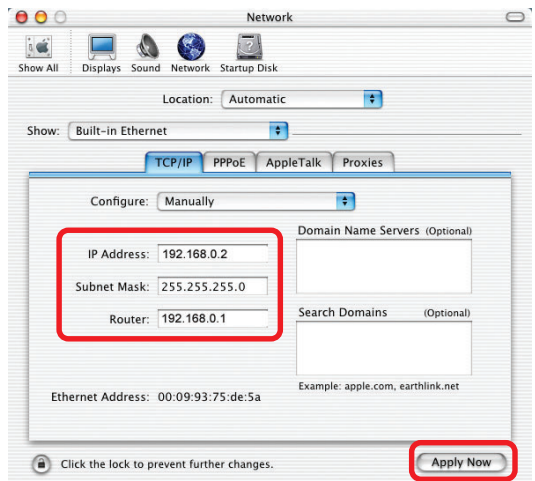 Network
Show All Displays Sound Network Startup Disk
Location: Automatic
Show: Built-in Ethernet
TCP/IP PPPoE AppleTalk Proxies
Configure: Manually
Domain Name Servers (Optional)
IP Address: 192.168.0.2
Subnet Mask: 255.255.255.0
Router: 192.168.0.1
Search Domains (Optional)
Example: apple.com, earthlink.net
Ethernet Address: 00:09:93:75:de:5a
Click the lock to prevent further changes.
Apply Now